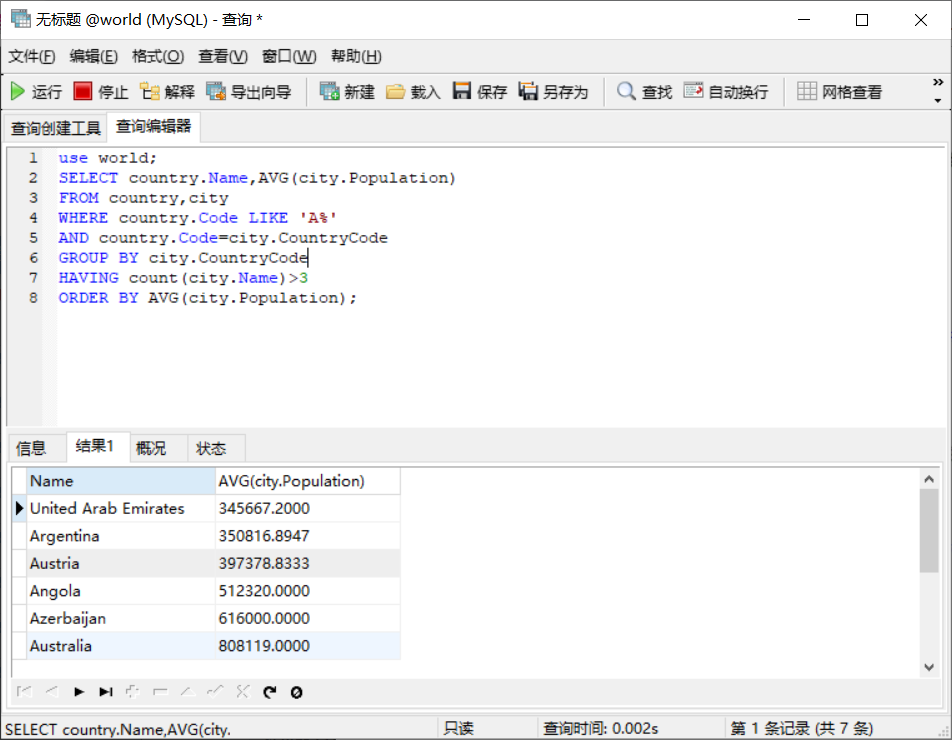 无标题 @world (MySQL) - 查询 *
文件(F) 编辑(E) 格式(O) 查看(V) 窗口(W) 帮助(H)
运行 停止 解释 导出向导 新建 载入 保存 另存为 查找 自动换行 网格查看 »
查询创建工具 查询编辑器
1 use world;
2 SELECT country.Name,AVG(city.Population)
3 FROM country,city
4 WHERE country.Code LIKE 'A%'
5 AND country.Code=city.CountryCode
6 GROUP BY city.CountryCode
7 HAVING count(city.Name)>3
8 ORDER BY AVG(city.Population);
信息 结果1 概况 状态
Name AVG(city.Population)
United Arab Emirates 345667.2000
Argentina 350816.8947
Austria 397378.8333
Angola 512320.0000
Azerbaijan 616000.0000
Australia 808119.0000
SELECT country.Name,AVG(city. 只读 查询时间: 0.002s 第 1 条记录 (共 7 条)